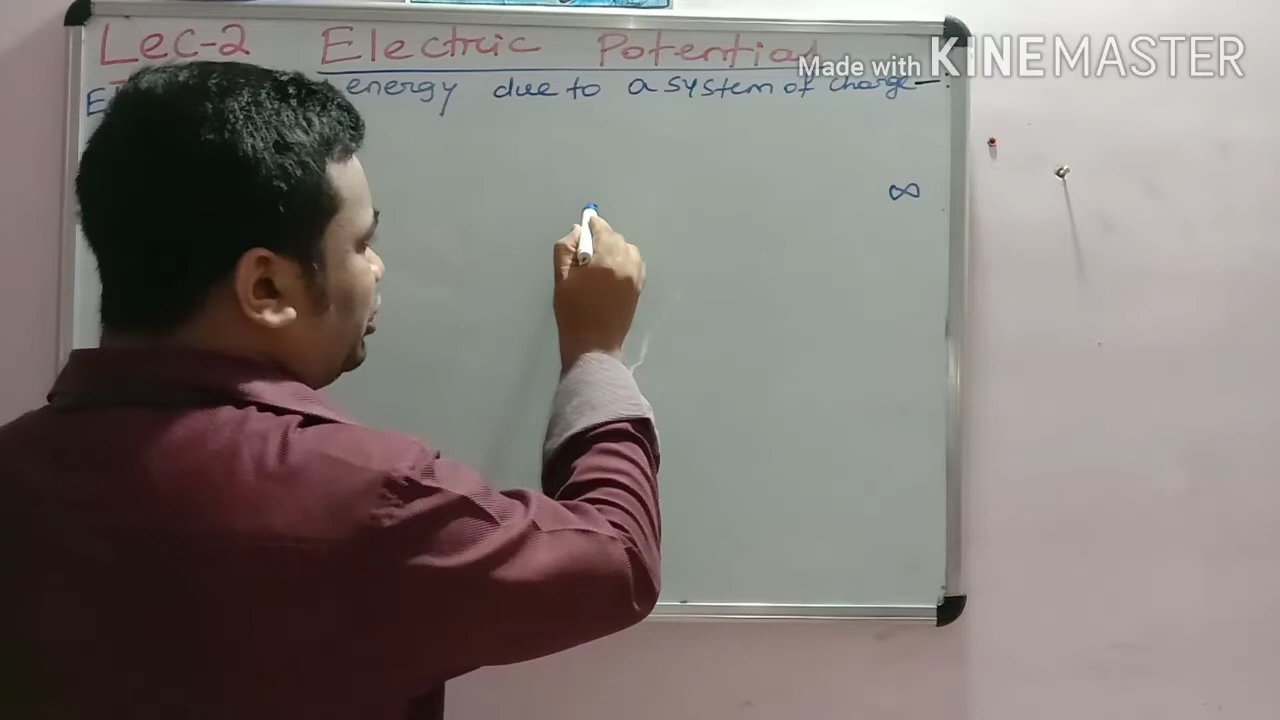 Lec-2 Electric Potential
energy due to a system of charge-
∞
Made with KINEMASTER